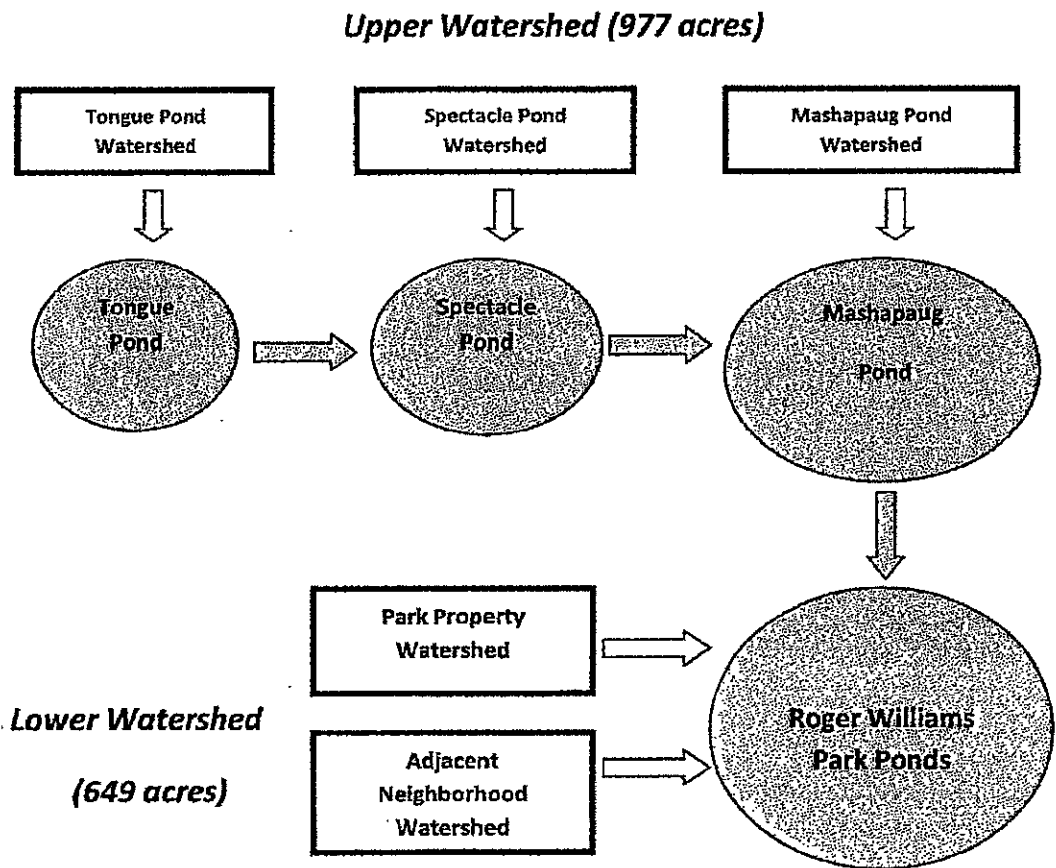 Upper Watershed (977 acres)
Tongue Pond
Watershed
Spectacle Pond
Watershed
Mashapaug Pond
Watershed
Tongue
Pond
Spectacle
Pond
Mashapaug
Pond
Park Property
Watershed
Lower Watershed
(649 acres)
Adjacent
Neighborhood
Watershed
Roger Williams
Park Ponds